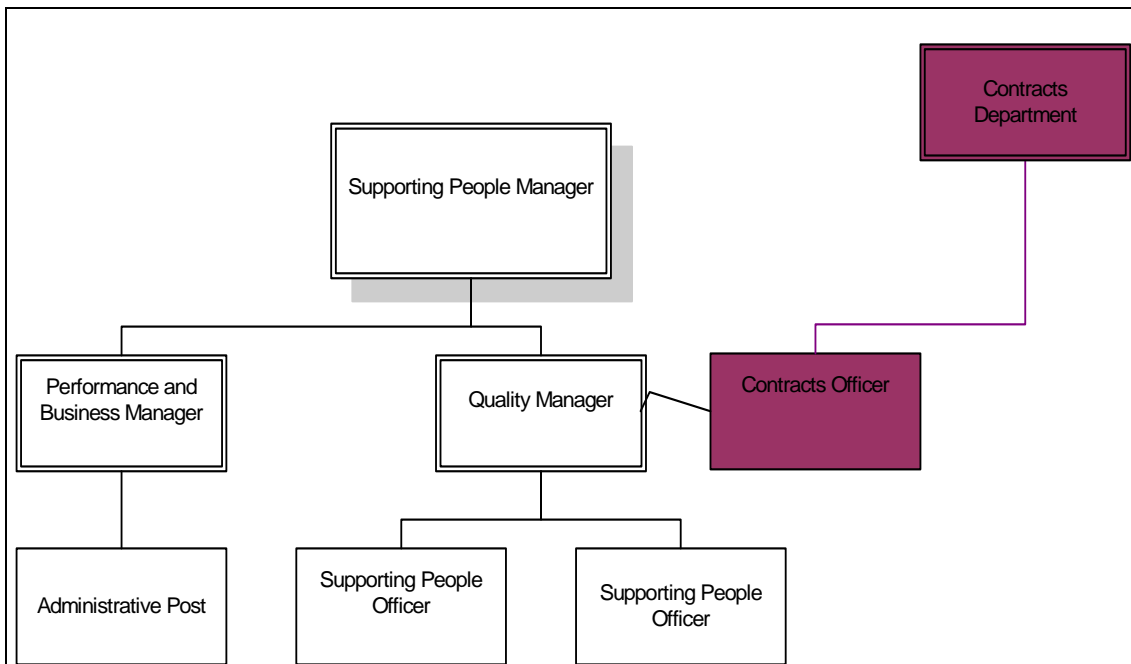 Contracts
Department
Supporting People Manager
Performance and
Business Manager
Quality Manager
Contracts Officer
Administrative Post
Supporting People
Officer
Supporting People
Officer